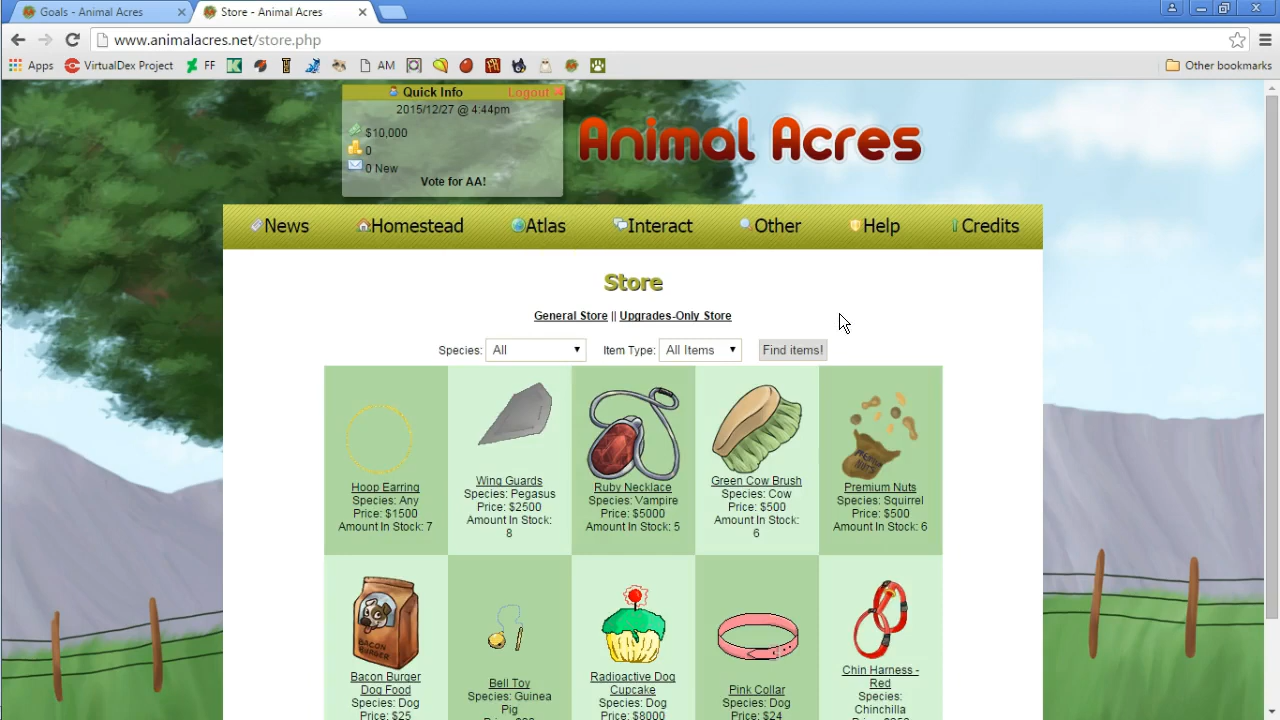 Goals - Animal Acres
Store - Animal Acres
www.animalacres.net/store.php
Apps
VirtualDex Project
FF
AM
Other bookmarks
Quick Info
Logout
2015/12/27 @ 4:44pm
$10,000
0
0 New
Vote for AA!
Animal Acres
News
Homestead
Atlas
Interact
Other
Help
Credits
Store
General Store || Upgrades-Only Store
Species: All
Item Type: All Items
Find items!
Hoop Earring
Species: Any
Price: $1500
Amount In Stock: 7
Wing Guards
Species: Pegasus
Price: $2500
Amount In Stock:
8
Ruby Necklace
Species: Vampire
Price: $5000
Amount In Stock: 5
Green Cow Brush
Species: Cow
Price: $500
Amount In Stock:
6
PREMIUM
NUTS
Premium Nuts
Species: Squirrel
Price: $500
Amount In Stock: 6
BACON
BURGER
Bacon Burger
Dog Food
Species: Dog
Price: $25
Bell Toy
Species: Guinea
Pig
Radioactive Dog
Cupcake
Species: Dog
Price: $8000
Pink Collar
Species: Dog
Price: $24
Chin Harness -
Red
Species:
Chinchilla